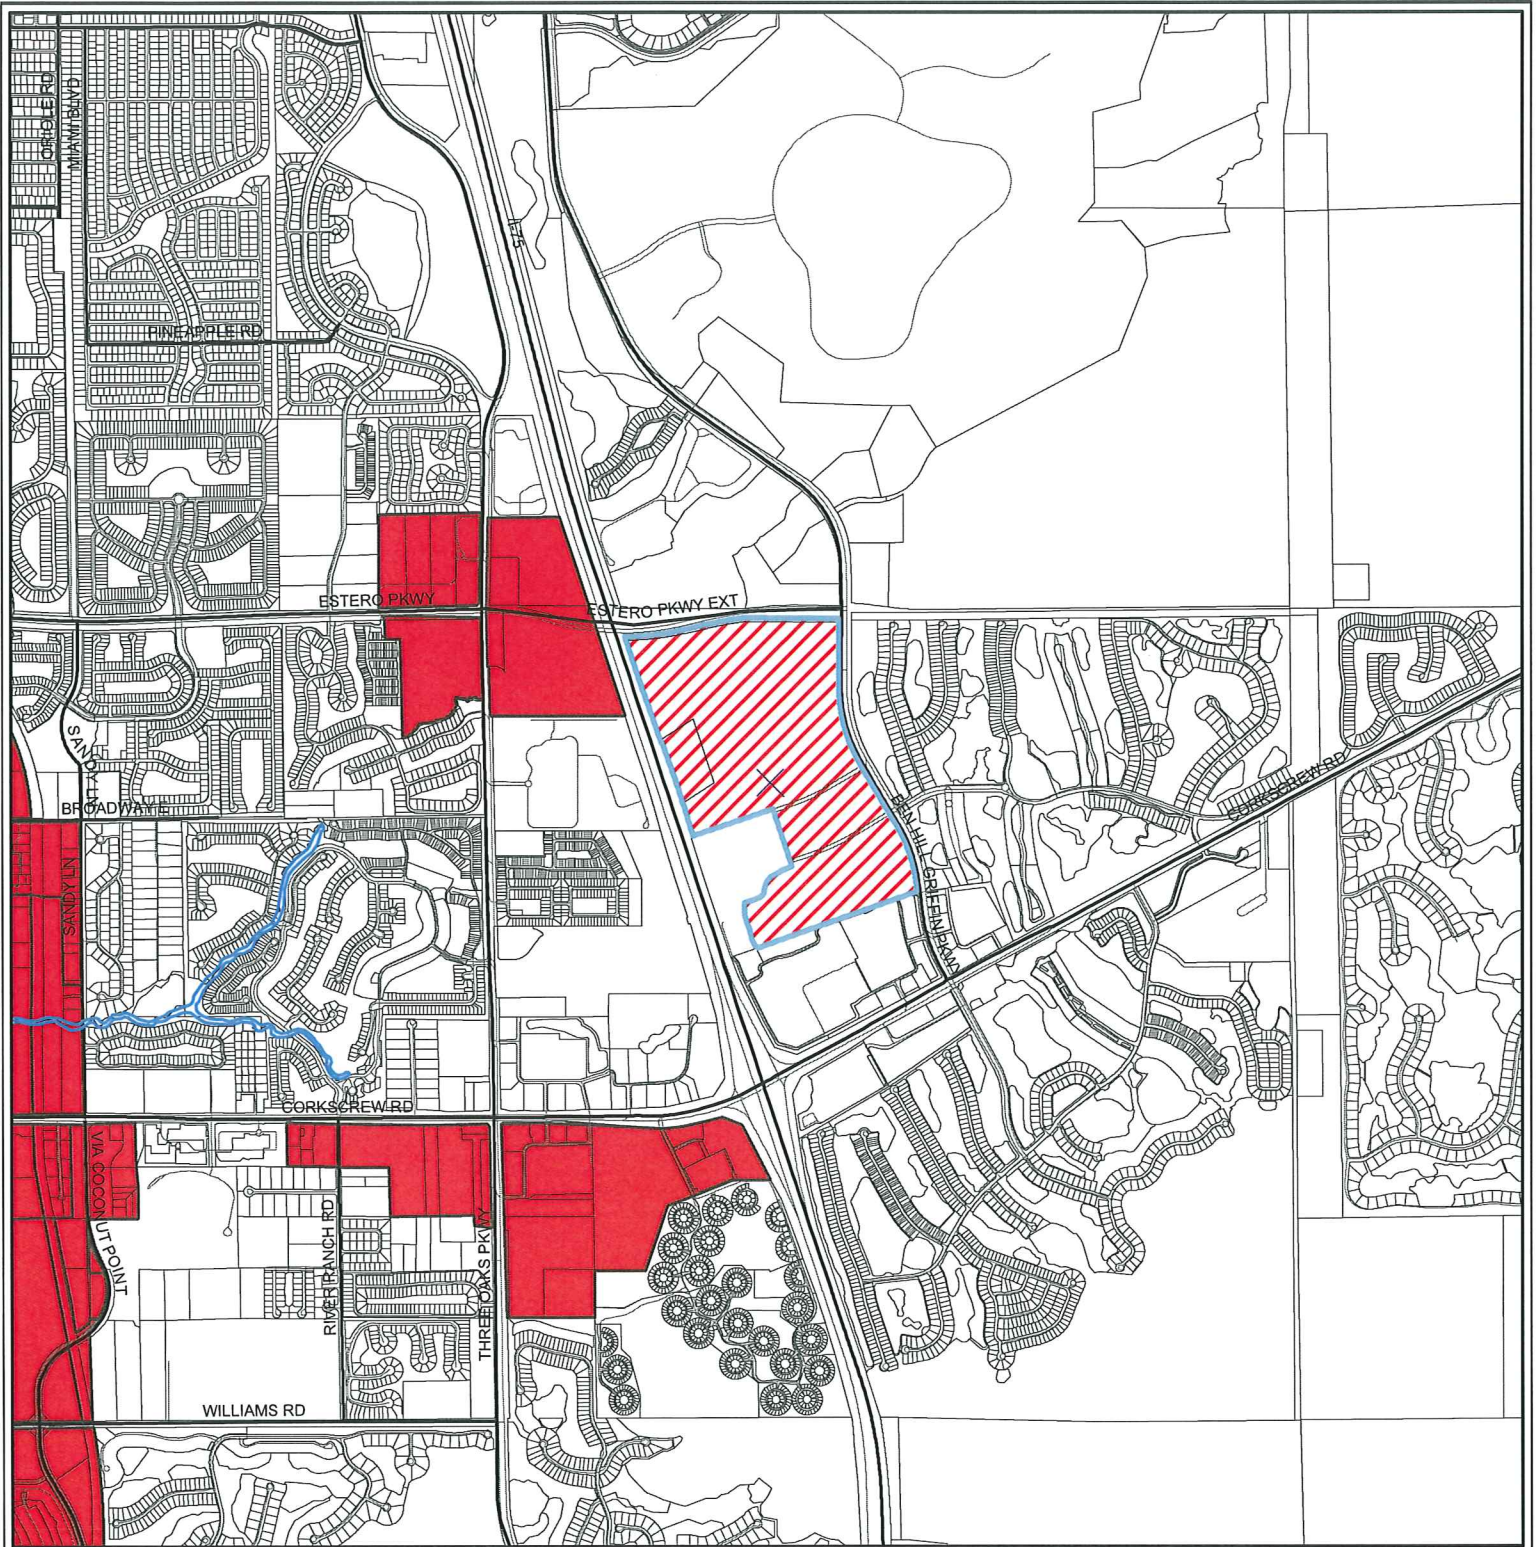 ORIOLE RD
MIAMI BLVD
I-75
PINEAPPLE RD
ESTERO PKWY
ESTERO PKWY EXT
SANDY LN
BROADWAY E
BEN HILL GRIFFIN PKWY
CORKSCREW RD
SANDY LN
CORKSCREW RD
VIA COCONUT POINT
RIVER RANCH RD
THREE OAKS PKWY
WILLIAMS RD